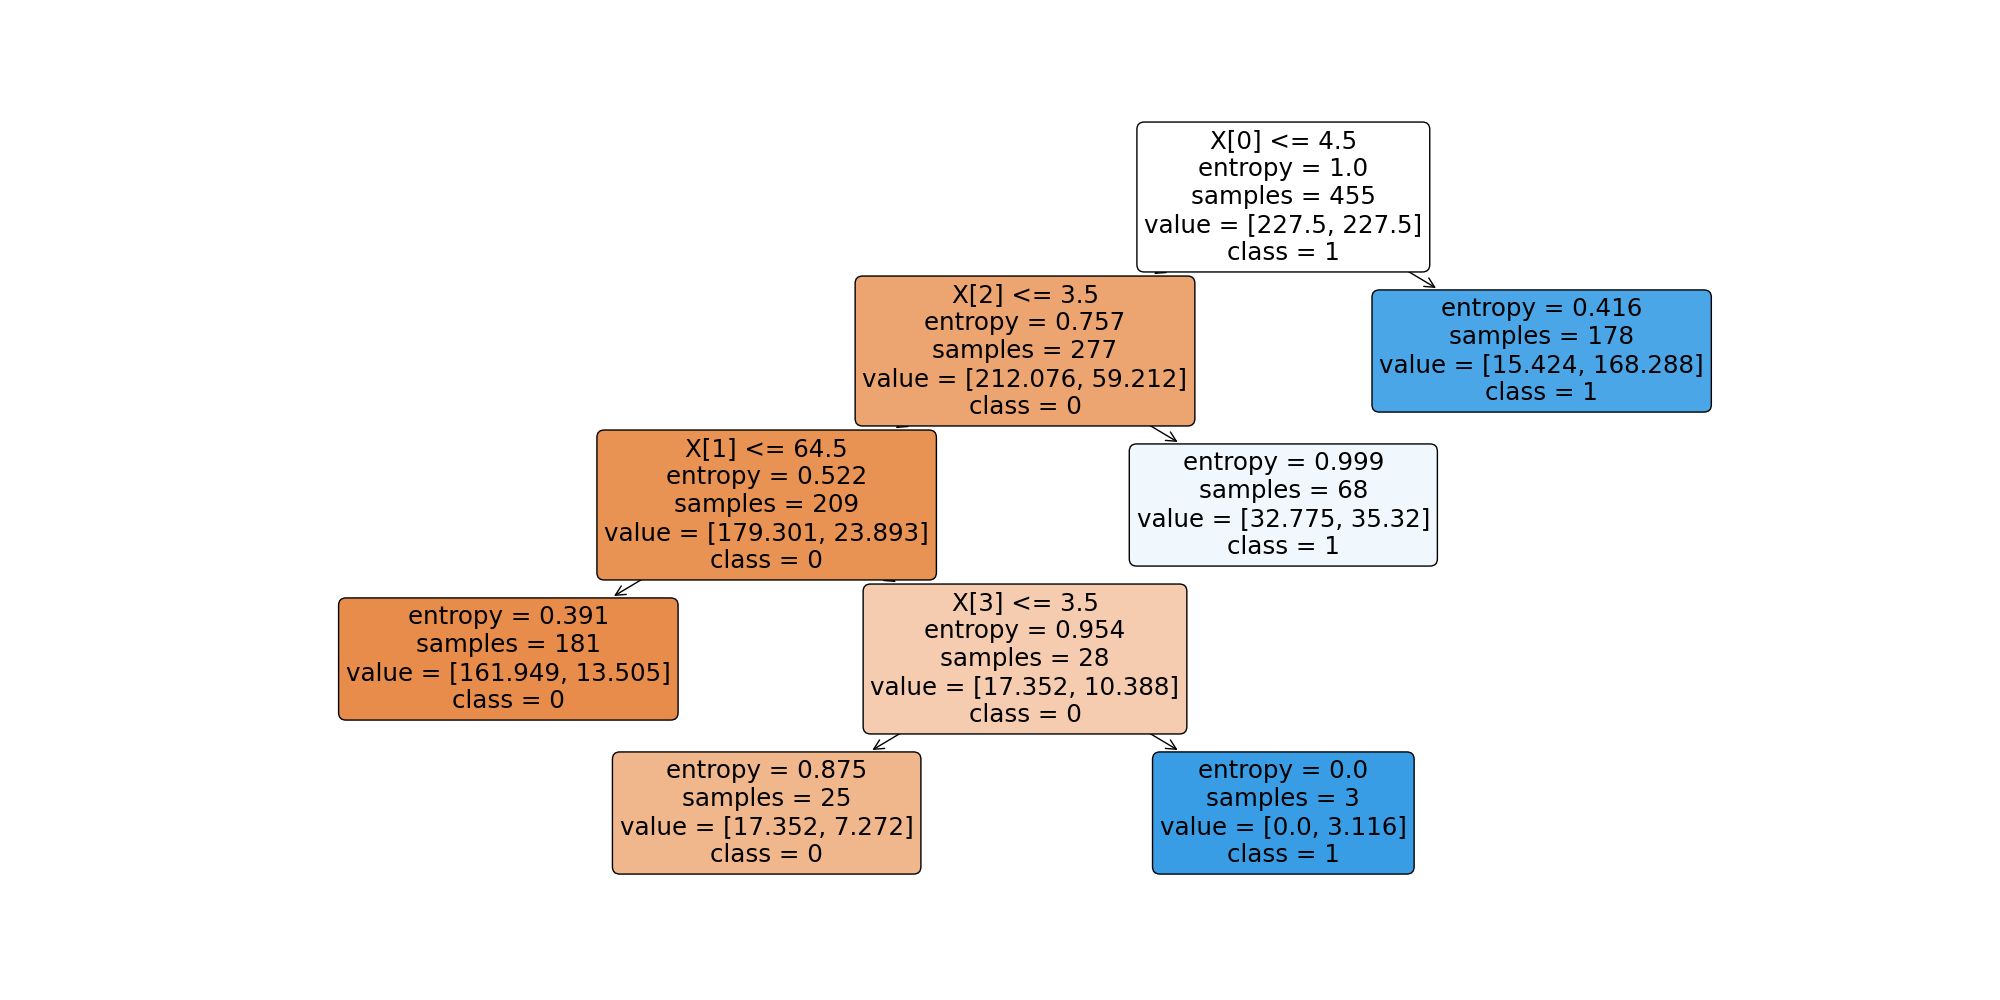 X[0] <= 4.5
entropy = 1.0
samples = 455
value = [227.5, 227.5]
class = 1
X[2] <= 3.5
entropy = 0.757
samples = 277
value = [212.076, 59.212]
class = 0
entropy = 0.416
samples = 178
value = [15.424, 168.288]
class = 1
X[1] <= 64.5
entropy = 0.522
samples = 209
value = [179.301, 23.893]
class = 0
entropy = 0.999
samples = 68
value = [32.775, 35.32]
class = 1
entropy = 0.391
samples = 181
value = [161.949, 13.505]
class = 0
X[3] <= 3.5
entropy = 0.954
samples = 28
value = [17.352, 10.388]
class = 0
entropy = 0.875
samples = 25
value = [17.352, 7.272]
class = 0
entropy = 0.0
samples = 3
value = [0.0, 3.116]
class = 1